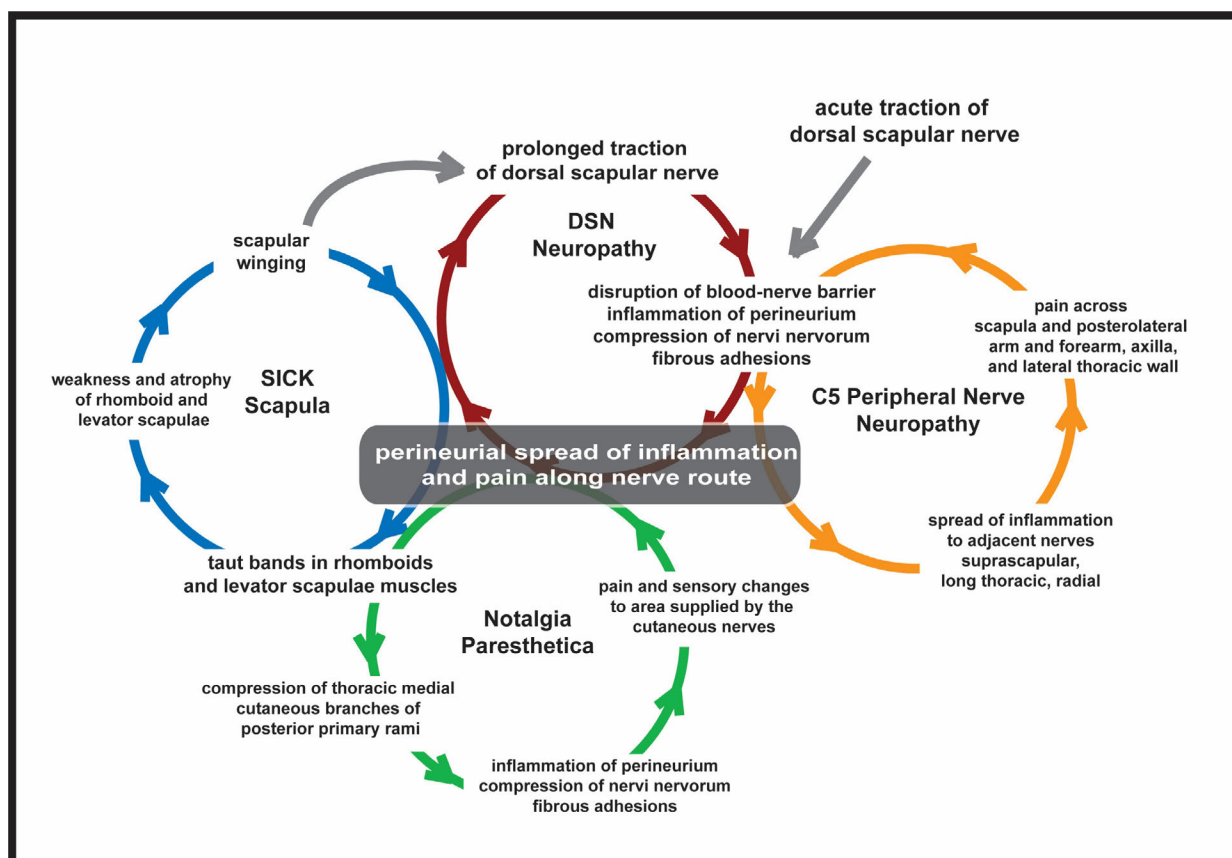 acute traction of
dorsal scapular nerve
prolonged traction
of dorsal scapular nerve
DSN
Neuropathy
scapular
winging
disruption of blood-nerve barrier
inflammation of perineurium
compression of nervi nervorum
fibrous adhesions
pain across
scapula and posterolateral
arm and forearm, axilla,
and lateral thoracic wall
weakness and atrophy
of rhomboid and
levator scapulae
SICK
Scapula
C5 Peripheral Nerve
Neuropathy
perineurial spread of inflammation
and pain along nerve route
spread of inflammation
to adjacent nerves
suprascapular,
long thoracic, radial
taut bands in rhomboids
and levator scapulae muscles
pain and sensory changes
to area supplied by the
cutaneous nerves
Notalgia
Paresthetica
compression of thoracic medial
cutaneous branches of
posterior primary rami
inflammation of perineurium
compression of nervi nervorum
fibrous adhesions